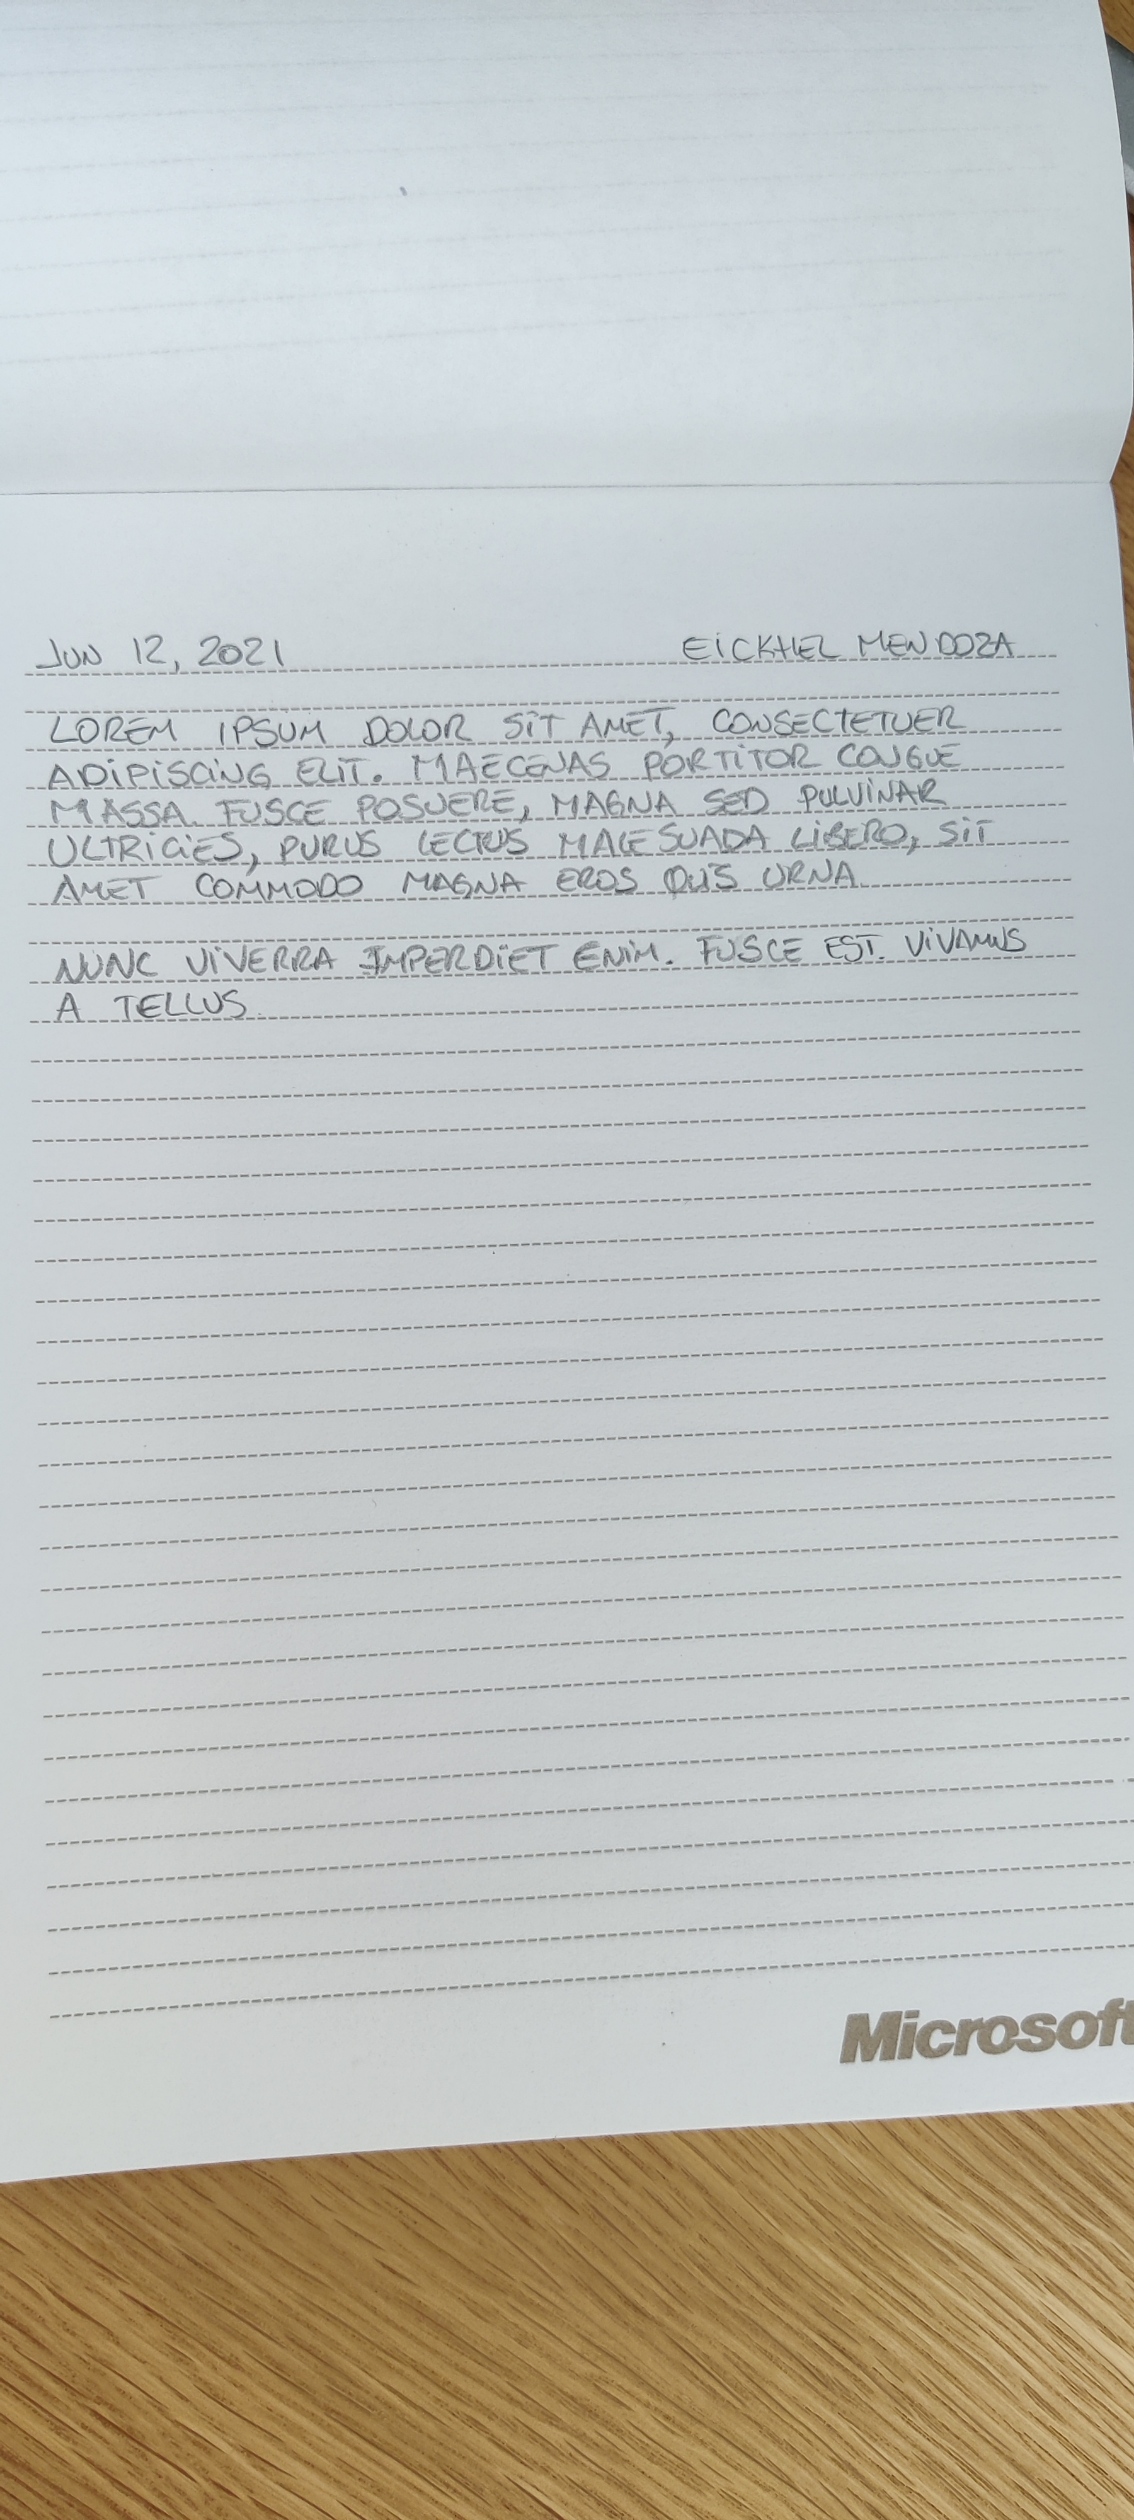 JUN 12, 2021
EICKHEL MENDOZA
LOREM IPSUM DOLOR SIT AMET, CONSECTETUER
ADIPISCING ELIT. MAECENAS PORTITOR CONGUE
MASSA. FUSCE POSUERE, MAGNA SED PULVINAR
ULTRICIES, PURUS LECTUS MALESUADA LIBERO, SIT
AMET COMMODO MAGNA EROS QUIS URNA
NUNC VIVERRA IMPERDIET ENIM. FUSCE EST. VIVAMUS
A TELLUS
Microsoft